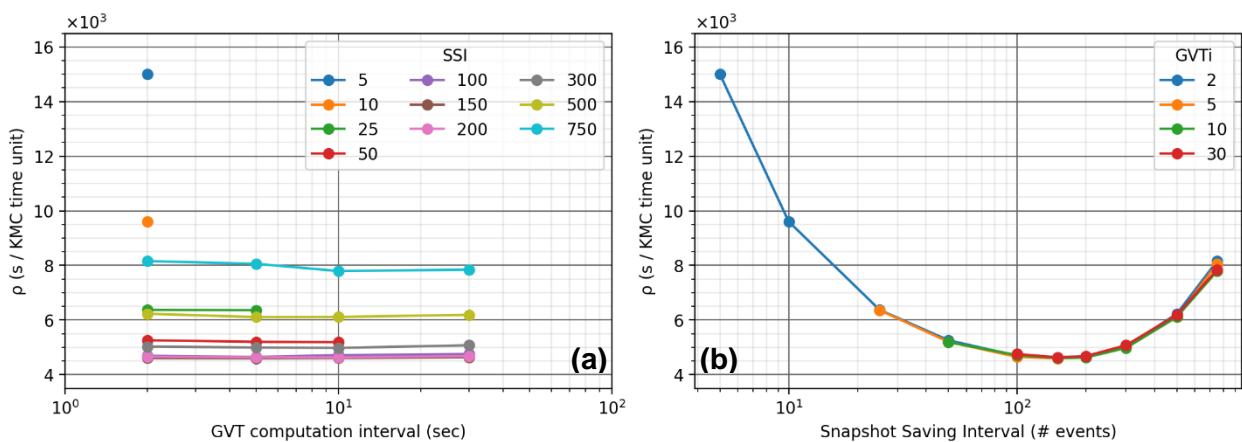 ×10³
ρ (s / KMC time unit)
16
14
12
10
8
6
4
SSI
5 100 300
10 150 500
25 200 750
50
(a)
10⁰ 10¹ 10²
GVT computation interval (sec)
×10³
ρ (s / KMC time unit)
16
14
12
10
8
6
4
GVTi
2
5
10
30
(b)
10¹ 10²
Snapshot Saving Interval (# events)